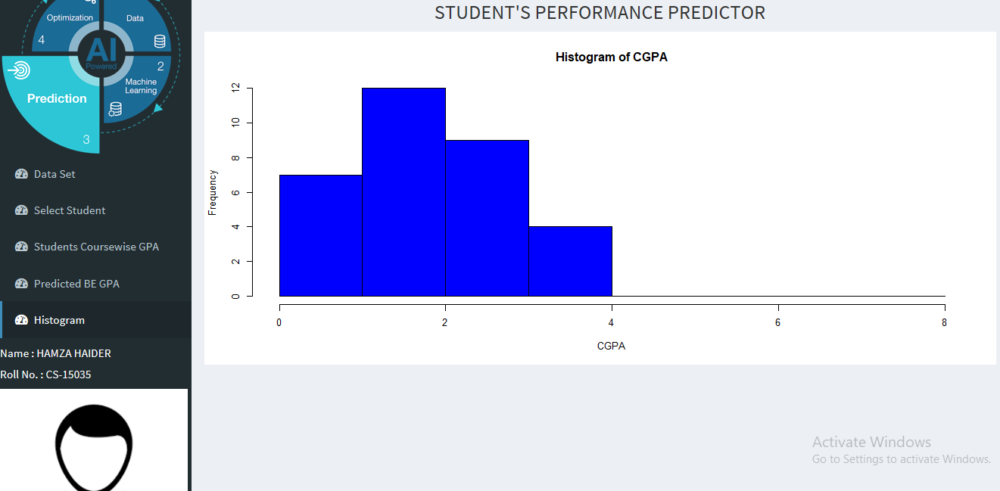 Optimization
Data
4
AI
Powered
2
Machine
Learning
Prediction
3
Data Set
Select Student
Students Coursewise GPA
Predicted BE GPA
Histogram
Name : HAMZA HAIDER
Roll No. : CS-15035
STUDENT'S PERFORMANCE PREDICTOR
Histogram of CGPA
Frequency
12
10
8
6
4
2
0
0 2 4 6 8
CGPA
Activate Windows
Go to Settings to activate Windows.